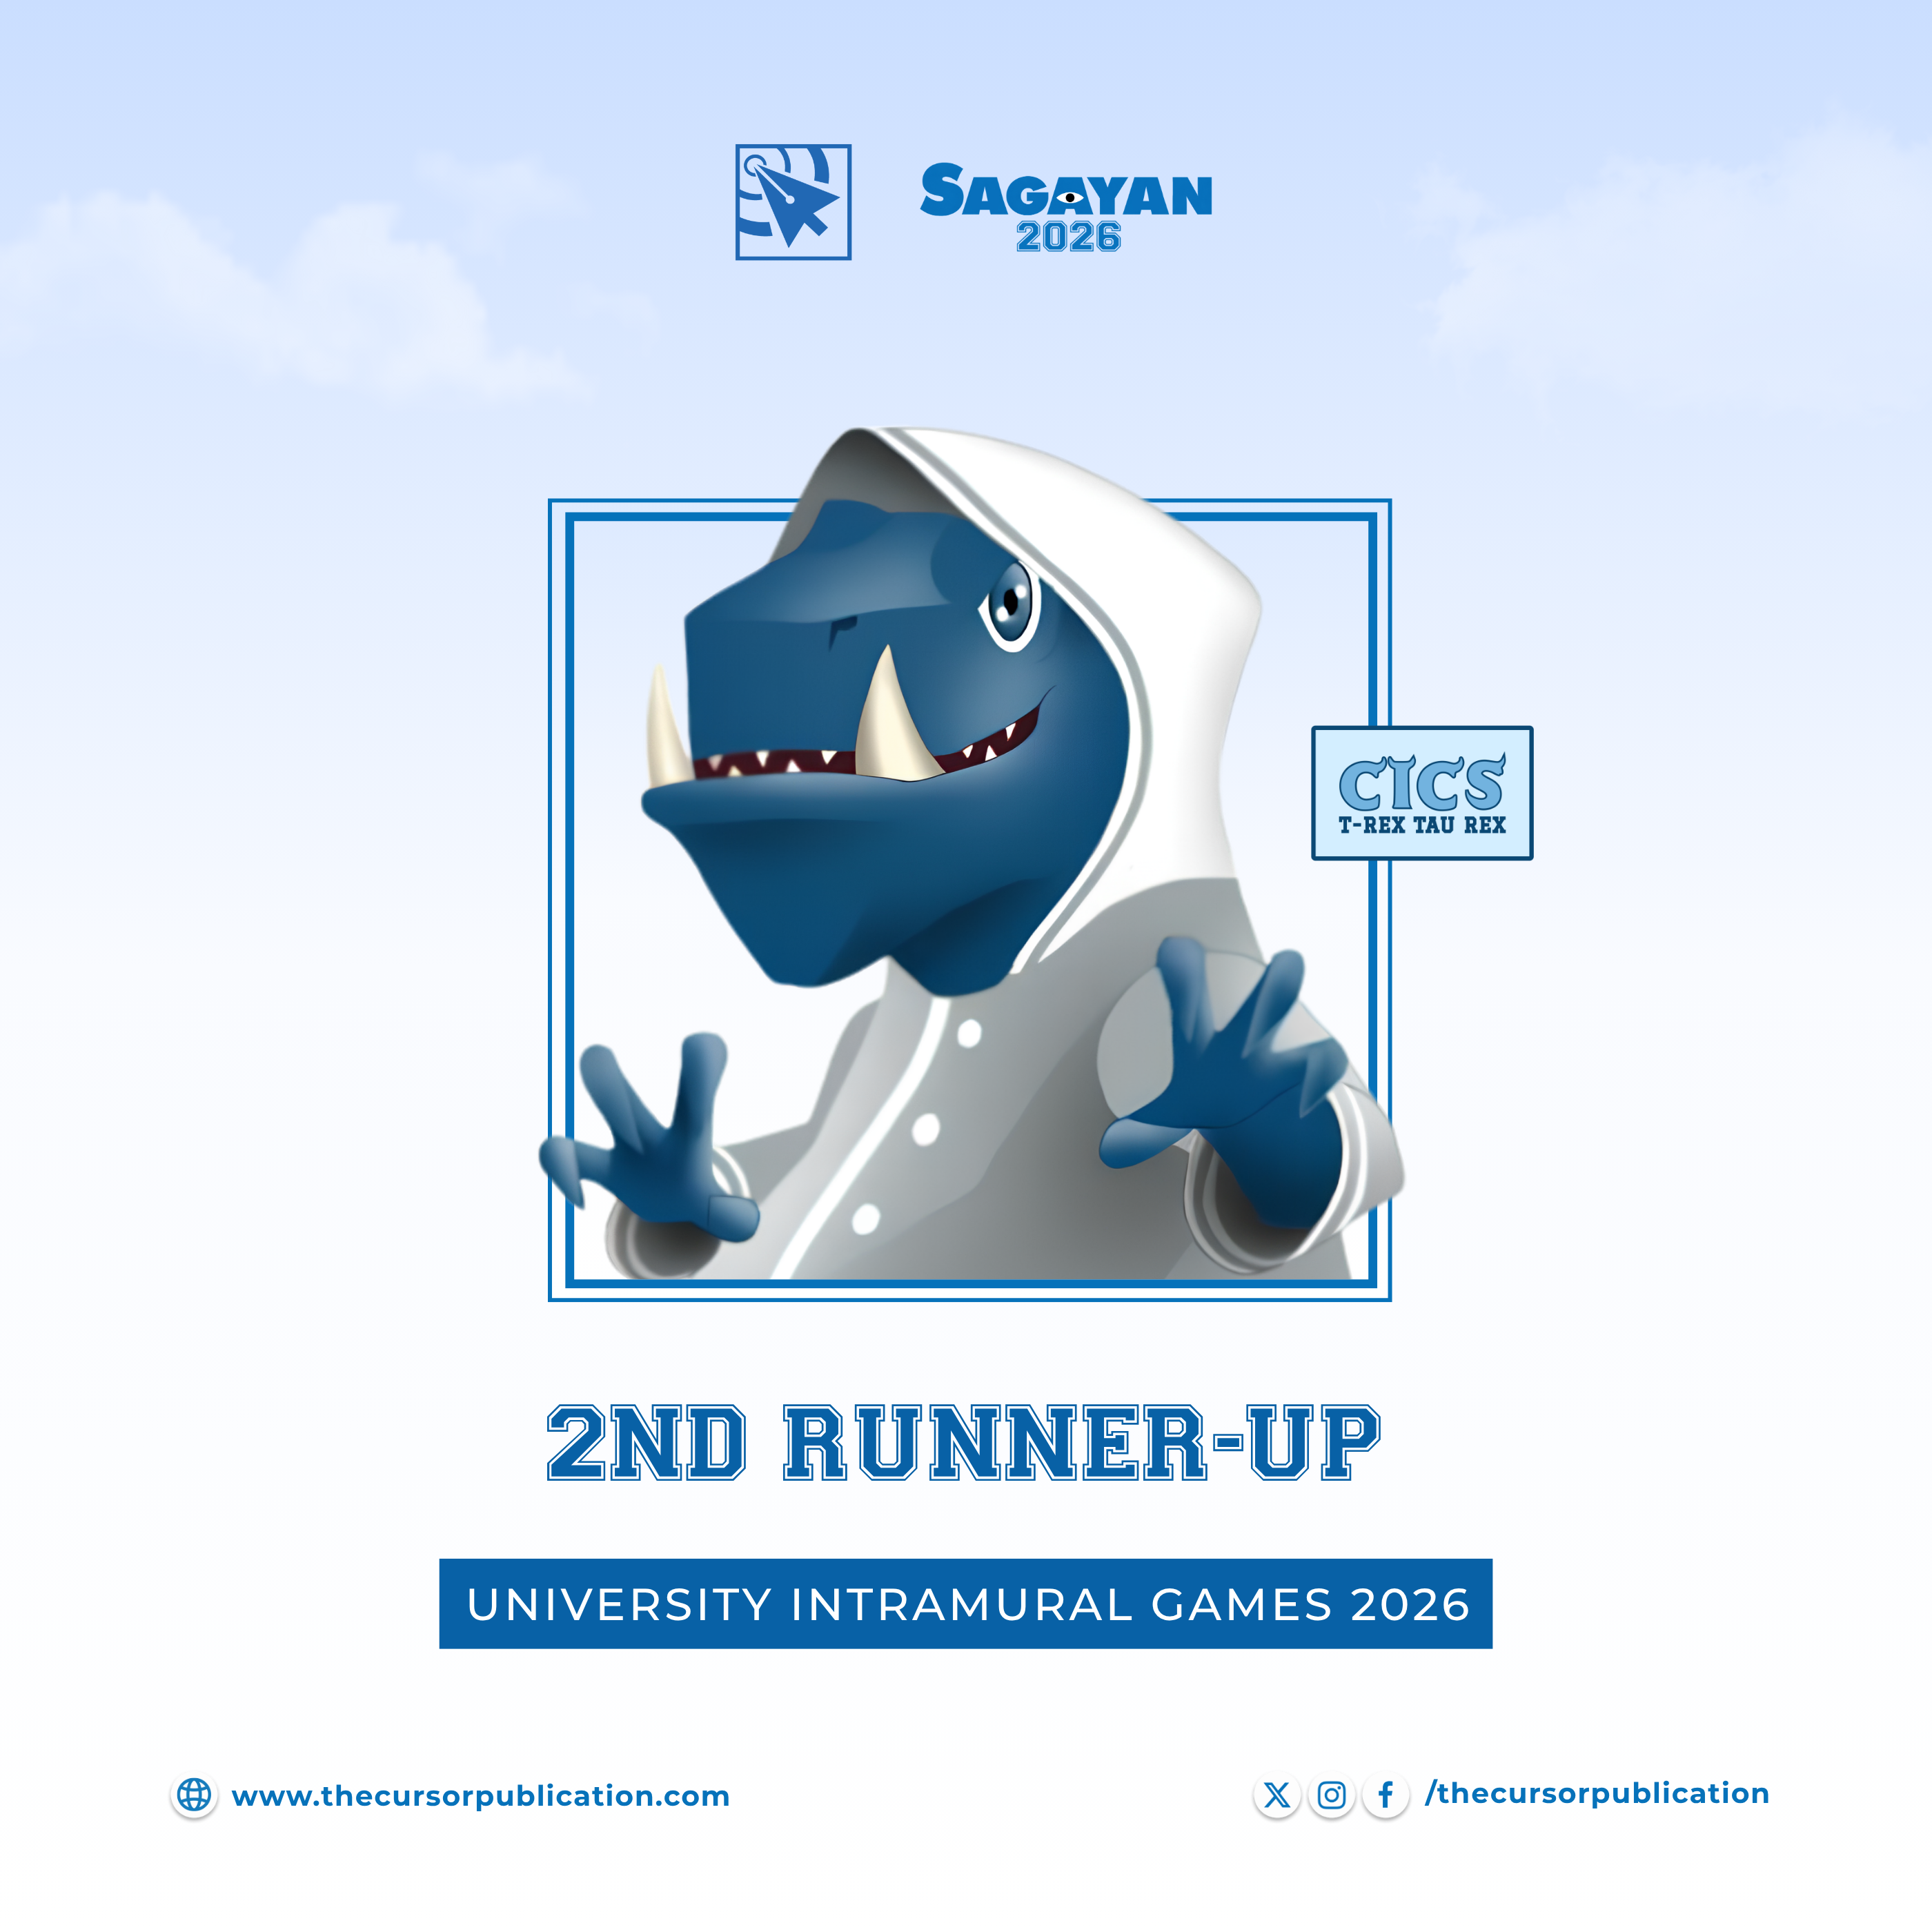 SAGAYAN
2026
CICS
T-REX TAU REX
2ND RUNNER-UP
UNIVERSITY INTRAMURAL GAMES 2026
www.thecursorpublication.com
/thecursorpublication